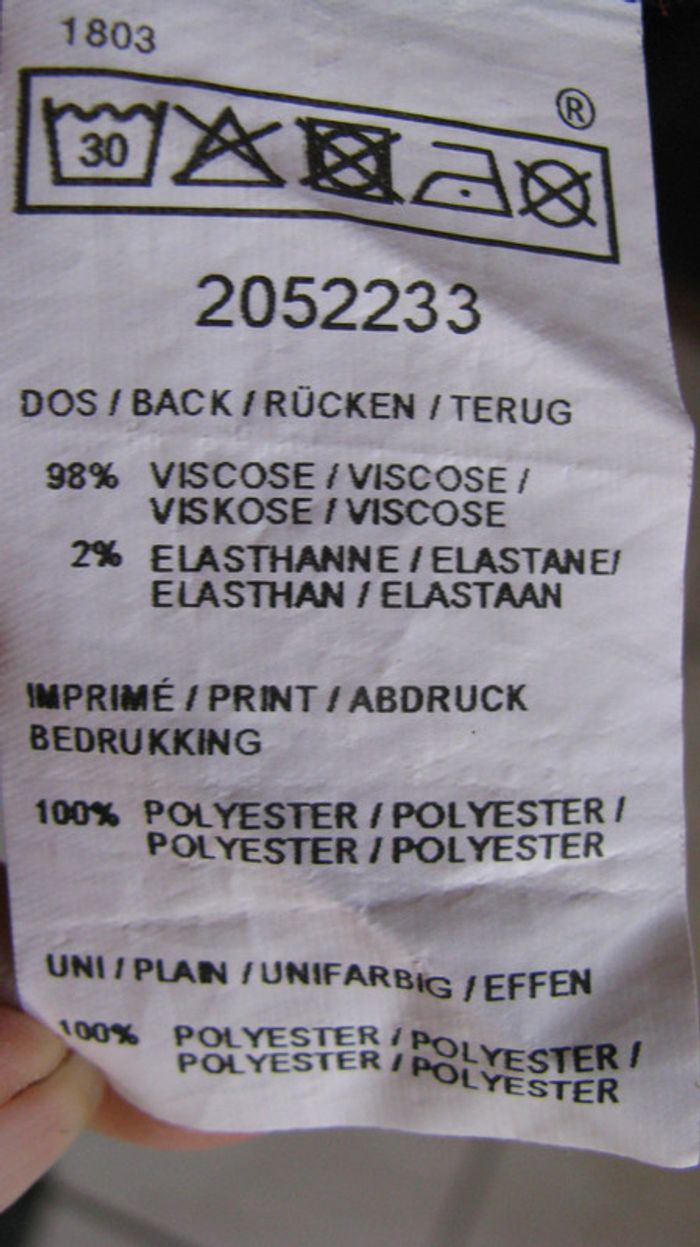 1803
®
30
2052233
DOS / BACK / RÜCKEN / TERUG
98% VISCOSE / VISCOSE /
VISKOSE / VISCOSE
2% ELASTHANNE / ELASTANE/
ELASTHAN / ELASTAAN
IMPRIMÉ / PRINT / ABDRUCK
BEDRUKKING
100% POLYESTER / POLYESTER /
POLYESTER / POLYESTER
UNI / PLAIN / UNIFARBIG / EFFEN
100% POLYESTER / POLYESTER /
POLYESTER / POLYESTER